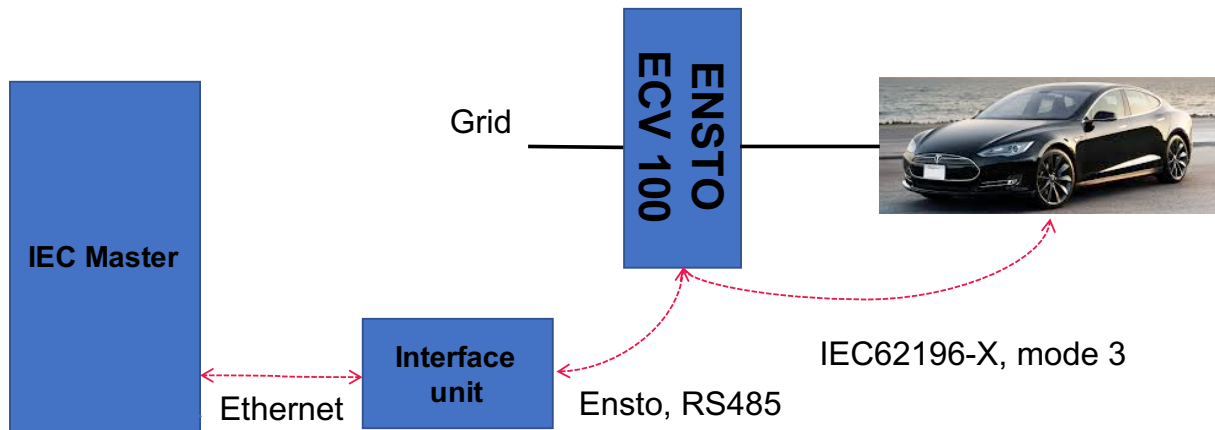 ENSTO
ECV 100
Grid
IEC Master
Interface
unit
IEC62196-X, mode 3
Ethernet
Ensto, RS485